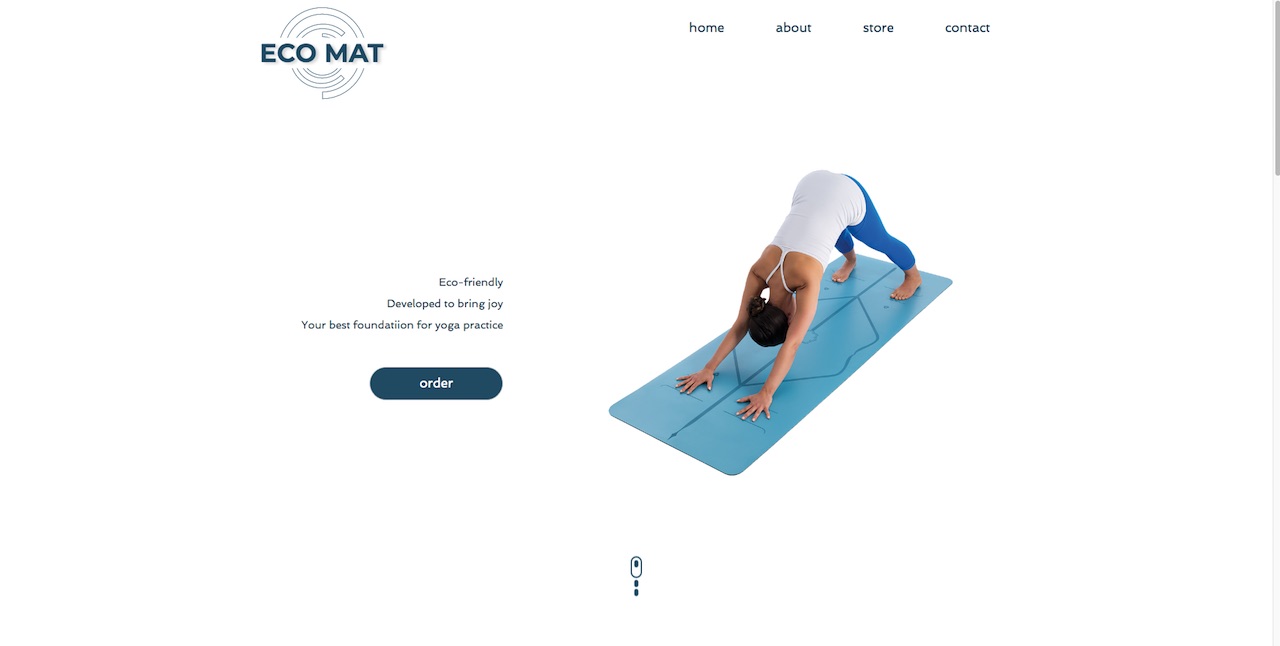 ECO MAT
home about store contact
Eco-friendly
Developed to bring joy
Your best foundatiion for yoga practice
order